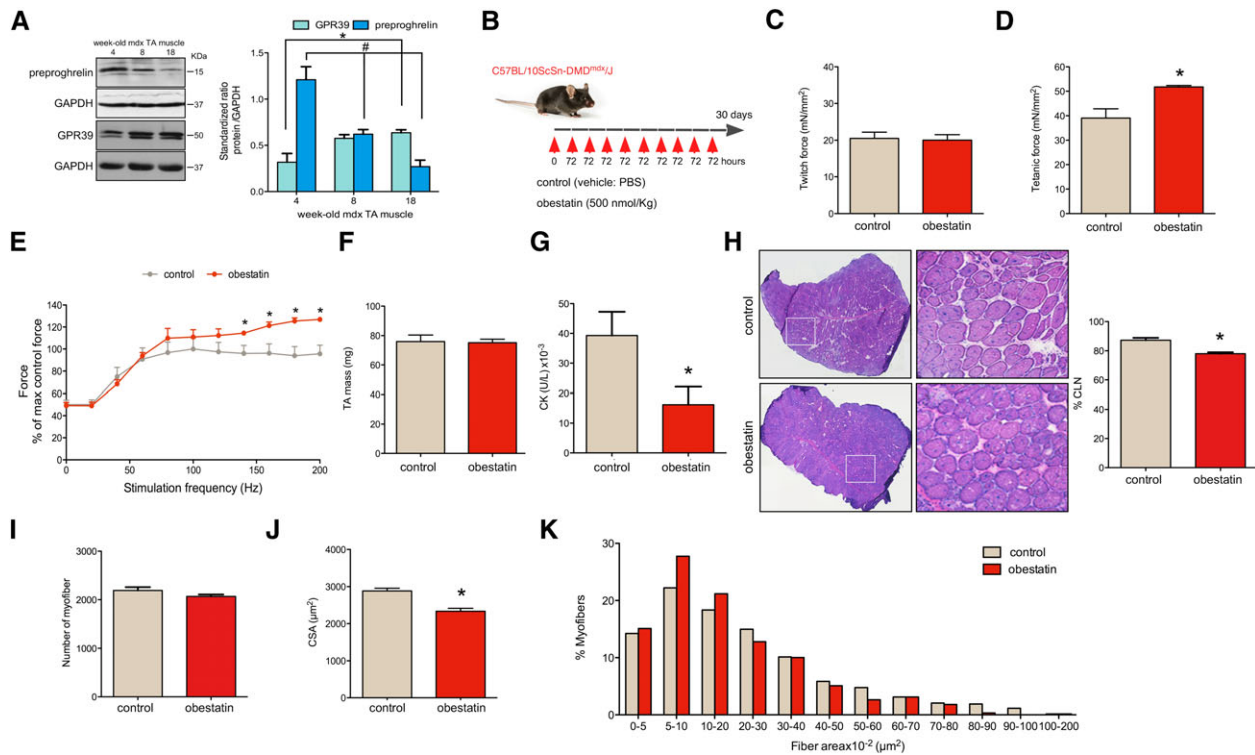 A
week-old mdx TA muscle
4 8 18 KDa
preproghrelin 15
GAPDH 37
GPR39 50
GAPDH 37
GPR39 preproghrelin
*
#
Standardized ratio
protein /GAPDH
1.5
1.0
0.5
0.0
4 8 18
week-old mdx TA muscle
B
C57BL/10ScSn-DMDmdx/J
30 days
0 72 72 72 72 72 72 72 72 72 hours
control (vehicle: PBS)
obestatin (500 nmol/Kg)
C
Twitch force (mN/mm²)
60
40
20
0
control obestatin
D
Tetanic force (mN/mm²)
60
50
40
30
20
10
0
*
control obestatin
E
control obestatin
Force
% of max control force
140
120
100
80
60
40
20
0
* * * *
0 50 100 150 200
Stimulation frequency (Hz)
F
TA mass (mg)
100
80
60
40
20
0
control obestatin
G
CK (U/L) x10⁻³
50
40
30
20
10
0
*
control obestatin
H
control
obestatin
% CLN
100
80
60
40
20
0
*
control obestatin
I
Number of myofiber
3000
2000
1000
0
control obestatin
J
CSA (µm²)
4000
3000
2000
1000
0
*
control obestatin
K
control
obestatin
% Myofibers
30
20
10
0
0-5 5-10 10-20 20-30 30-40 40-50 50-60 60-70 70-80 80-90 90-100 100-200
Fiber areax10⁻² (µm²)